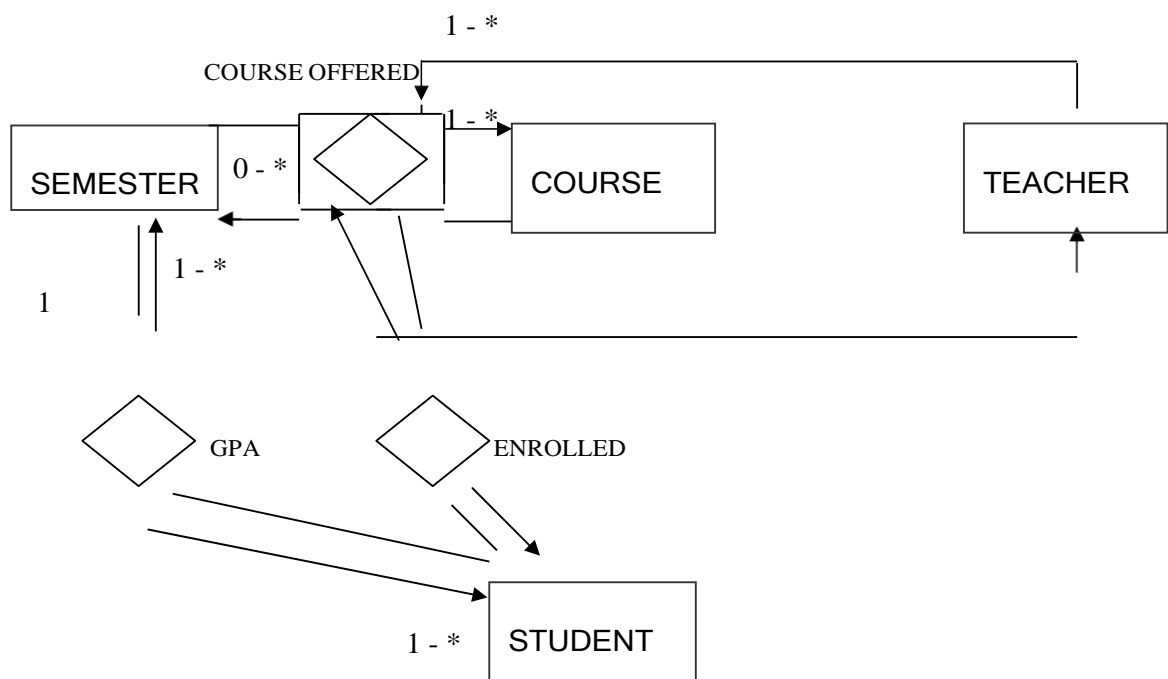 1 - *
COURSE OFFERED
1 - *
SEMESTER
0 - *
COURSE
TEACHER
1 - *
1
GPA
ENROLLED
1 - *
STUDENT